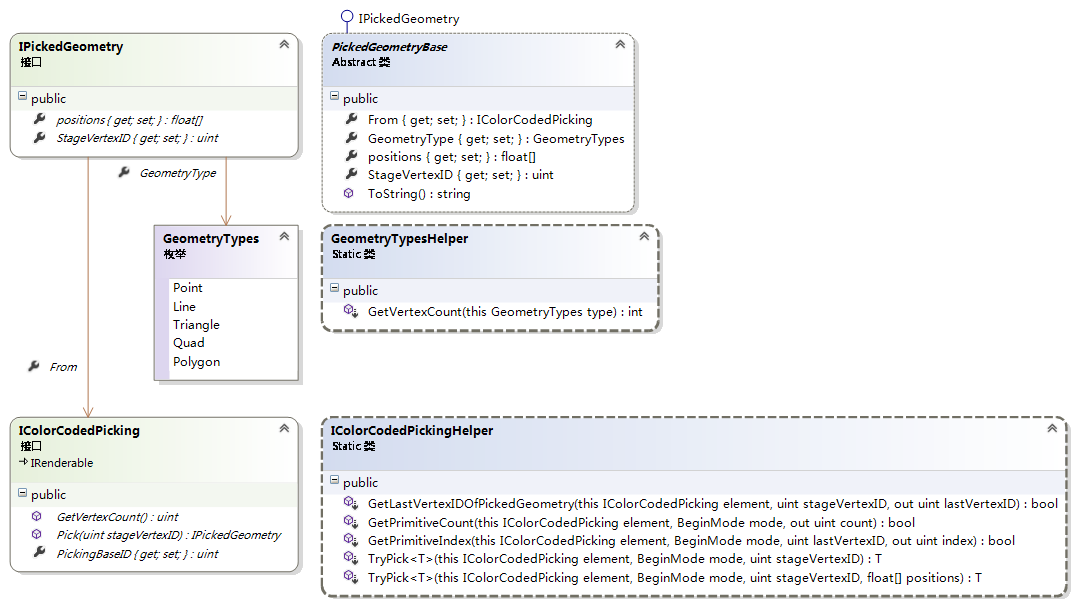 IPickedGeometry
接口
public
positions { get; set; } : float[]
StageVertexID { get; set; } : uint
IPickedGeometry
PickedGeometryBase
Abstract 类
public
From { get; set; } : IColorCodedPicking
GeometryType { get; set; } : GeometryTypes
positions { get; set; } : float[]
StageVertexID { get; set; } : uint
ToString() : string
GeometryType
GeometryTypes
枚举
Point
Line
Triangle
Quad
Polygon
GeometryTypesHelper
Static 类
public
GetVertexCount(this GeometryTypes type) : int
From
IColorCodedPicking
接口
IRenderable
public
GetVertexCount() : uint
Pick(uint stageVertexID) : IPickedGeometry
PickingBaseID { get; set; } : uint
IColorCodedPickingHelper
Static 类
public
GetLastVertexIDOfPickedGeometry(this IColorCodedPicking element, uint stageVertexID, out uint lastVertexID) : bool
GetPrimitiveCount(this IColorCodedPicking element, BeginMode mode, out uint count) : bool
GetPrimitiveIndex(this IColorCodedPicking element, BeginMode mode, uint lastVertexID, out uint index) : bool
TryPick<T>(this IColorCodedPicking element, BeginMode mode, uint stageVertexID) : T
TryPick<T>(this IColorCodedPicking element, BeginMode mode, uint stageVertexID, float[] positions) : T